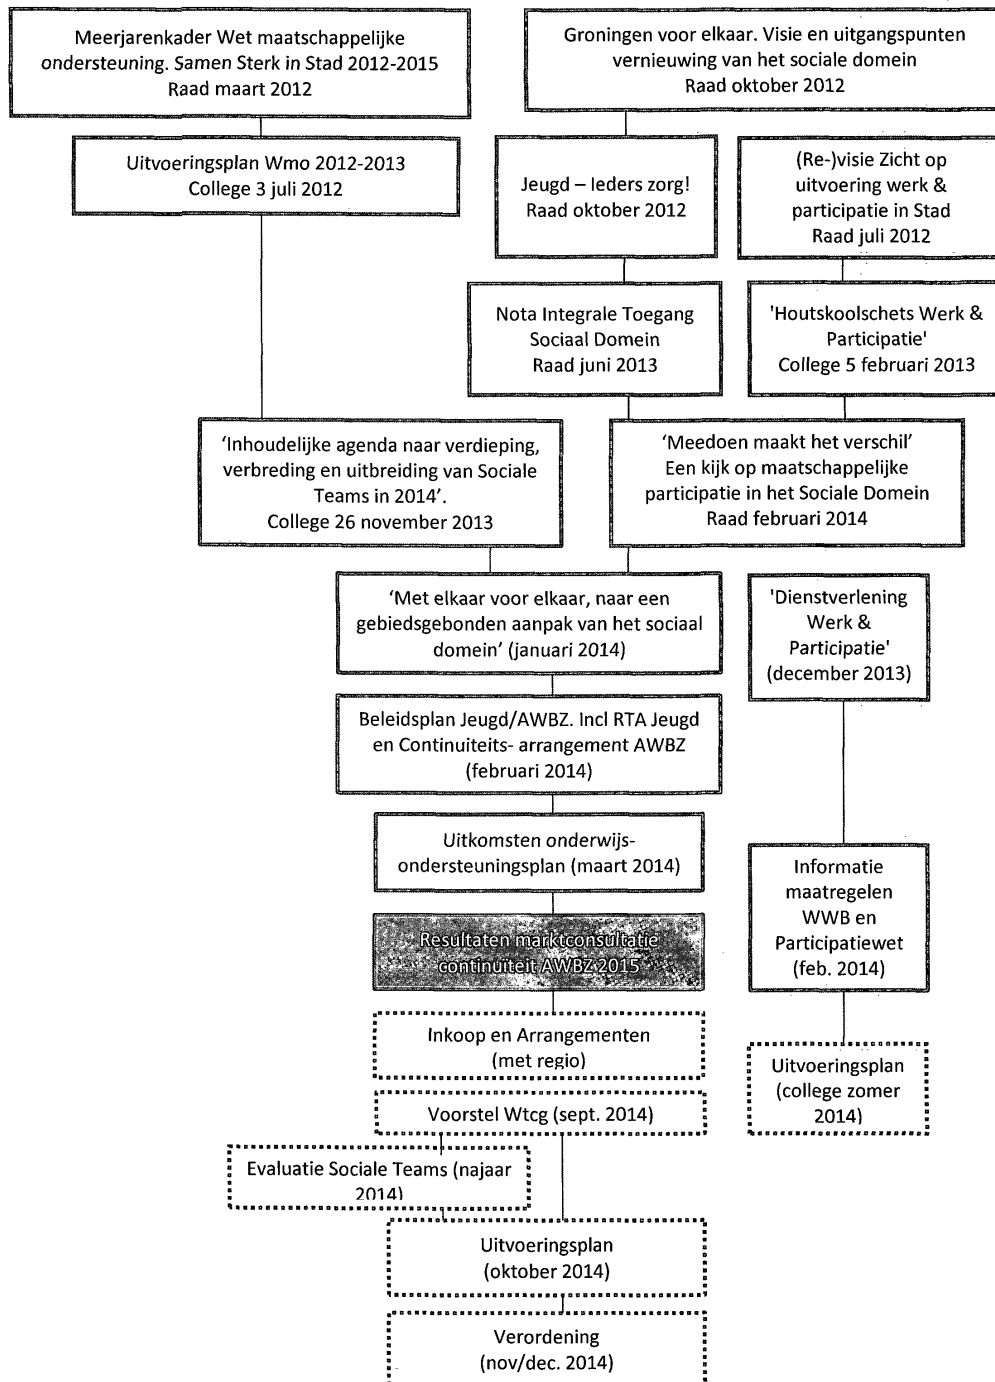 Meerjarenkader Wet maatschappelijke
ondersteuning. Samen Sterk in Stad 2012-2015
Raad maart 2012
Groningen voor elkaar. Visie en uitgangspunten
vernieuwing van het sociale domein
Raad oktober 2012
Uitvoeringsplan Wmo 2012-2013
College 3 juli 2012
Jeugd – Ieders zorg!
Raad oktober 2012
(Re-)visie Zicht op
uitvoering werk &
participatie in Stad
Raad juli 2012
Nota Integrale Toegang
Sociaal Domein
Raad juni 2013
'Houtskoolschets Werk &
Participatie'
College 5 februari 2013
‘Inhoudelijke agenda naar verdieping,
verbreding en uitbreiding van Sociale
Teams in 2014’.
College 26 november 2013
‘Meedoen maakt het verschil’
Een kijk op maatschappelijke
participatie in het Sociale Domein
Raad februari 2014
‘Met elkaar voor elkaar, naar een
gebiedsgebonden aanpak van het sociaal
domein’ (januari 2014)
'Dienstverlening
Werk &
Participatie'
(december 2013)
Beleidsplan Jeugd/AWBZ. Incl RTA Jeugd
en Continuiteits- arrangement AWBZ
(februari 2014)
Uitkomsten onderwijs-
ondersteuningsplan (maart 2014)
Informatie
maatregelen
WWB en
Participatiewet
(feb. 2014)
Resultaten marktconsultatie
continuïteit AWBZ 2015
Inkoop en Arrangementen
(met regio)
Uitvoeringsplan
(college zomer
2014)
Voorstel Wtcg (sept. 2014)
Evaluatie Sociale Teams (najaar
2014)
Uitvoeringsplan
(oktober 2014)
Verordening
(nov/dec. 2014)